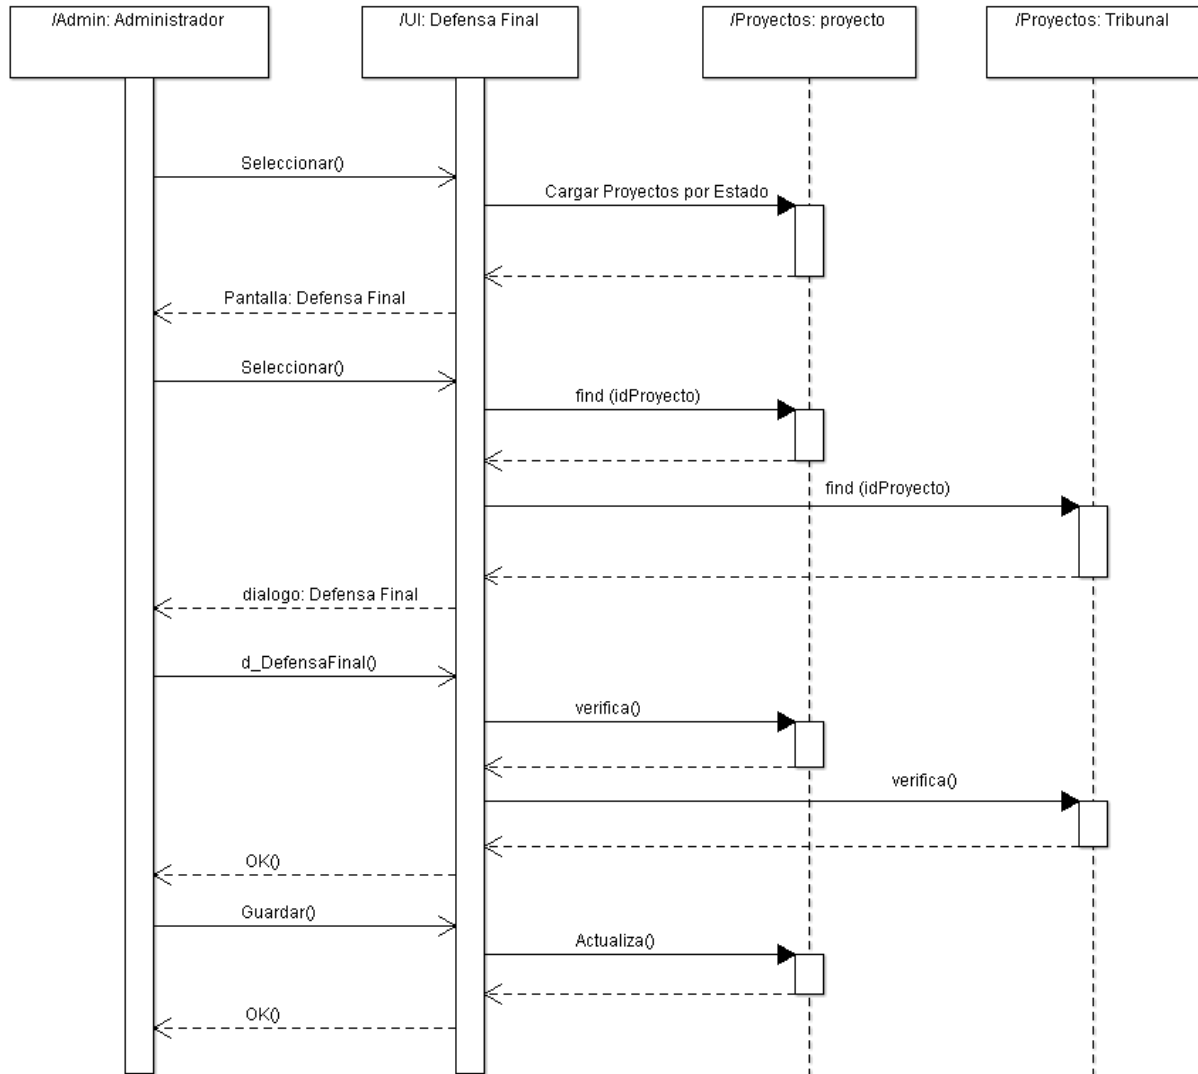 /Admin: Administrador
/UI: Defensa Final
/Proyectos: proyecto
/Proyectos: Tribunal
Seleccionar()
Cargar Proyectos por Estado
Pantalla: Defensa Final
Seleccionar()
find (idProyecto)
find (idProyecto)
dialogo: Defensa Final
d_DefensaFinal()
verifica()
verifica()
OK()
Guardar()
Actualiza()
OK()